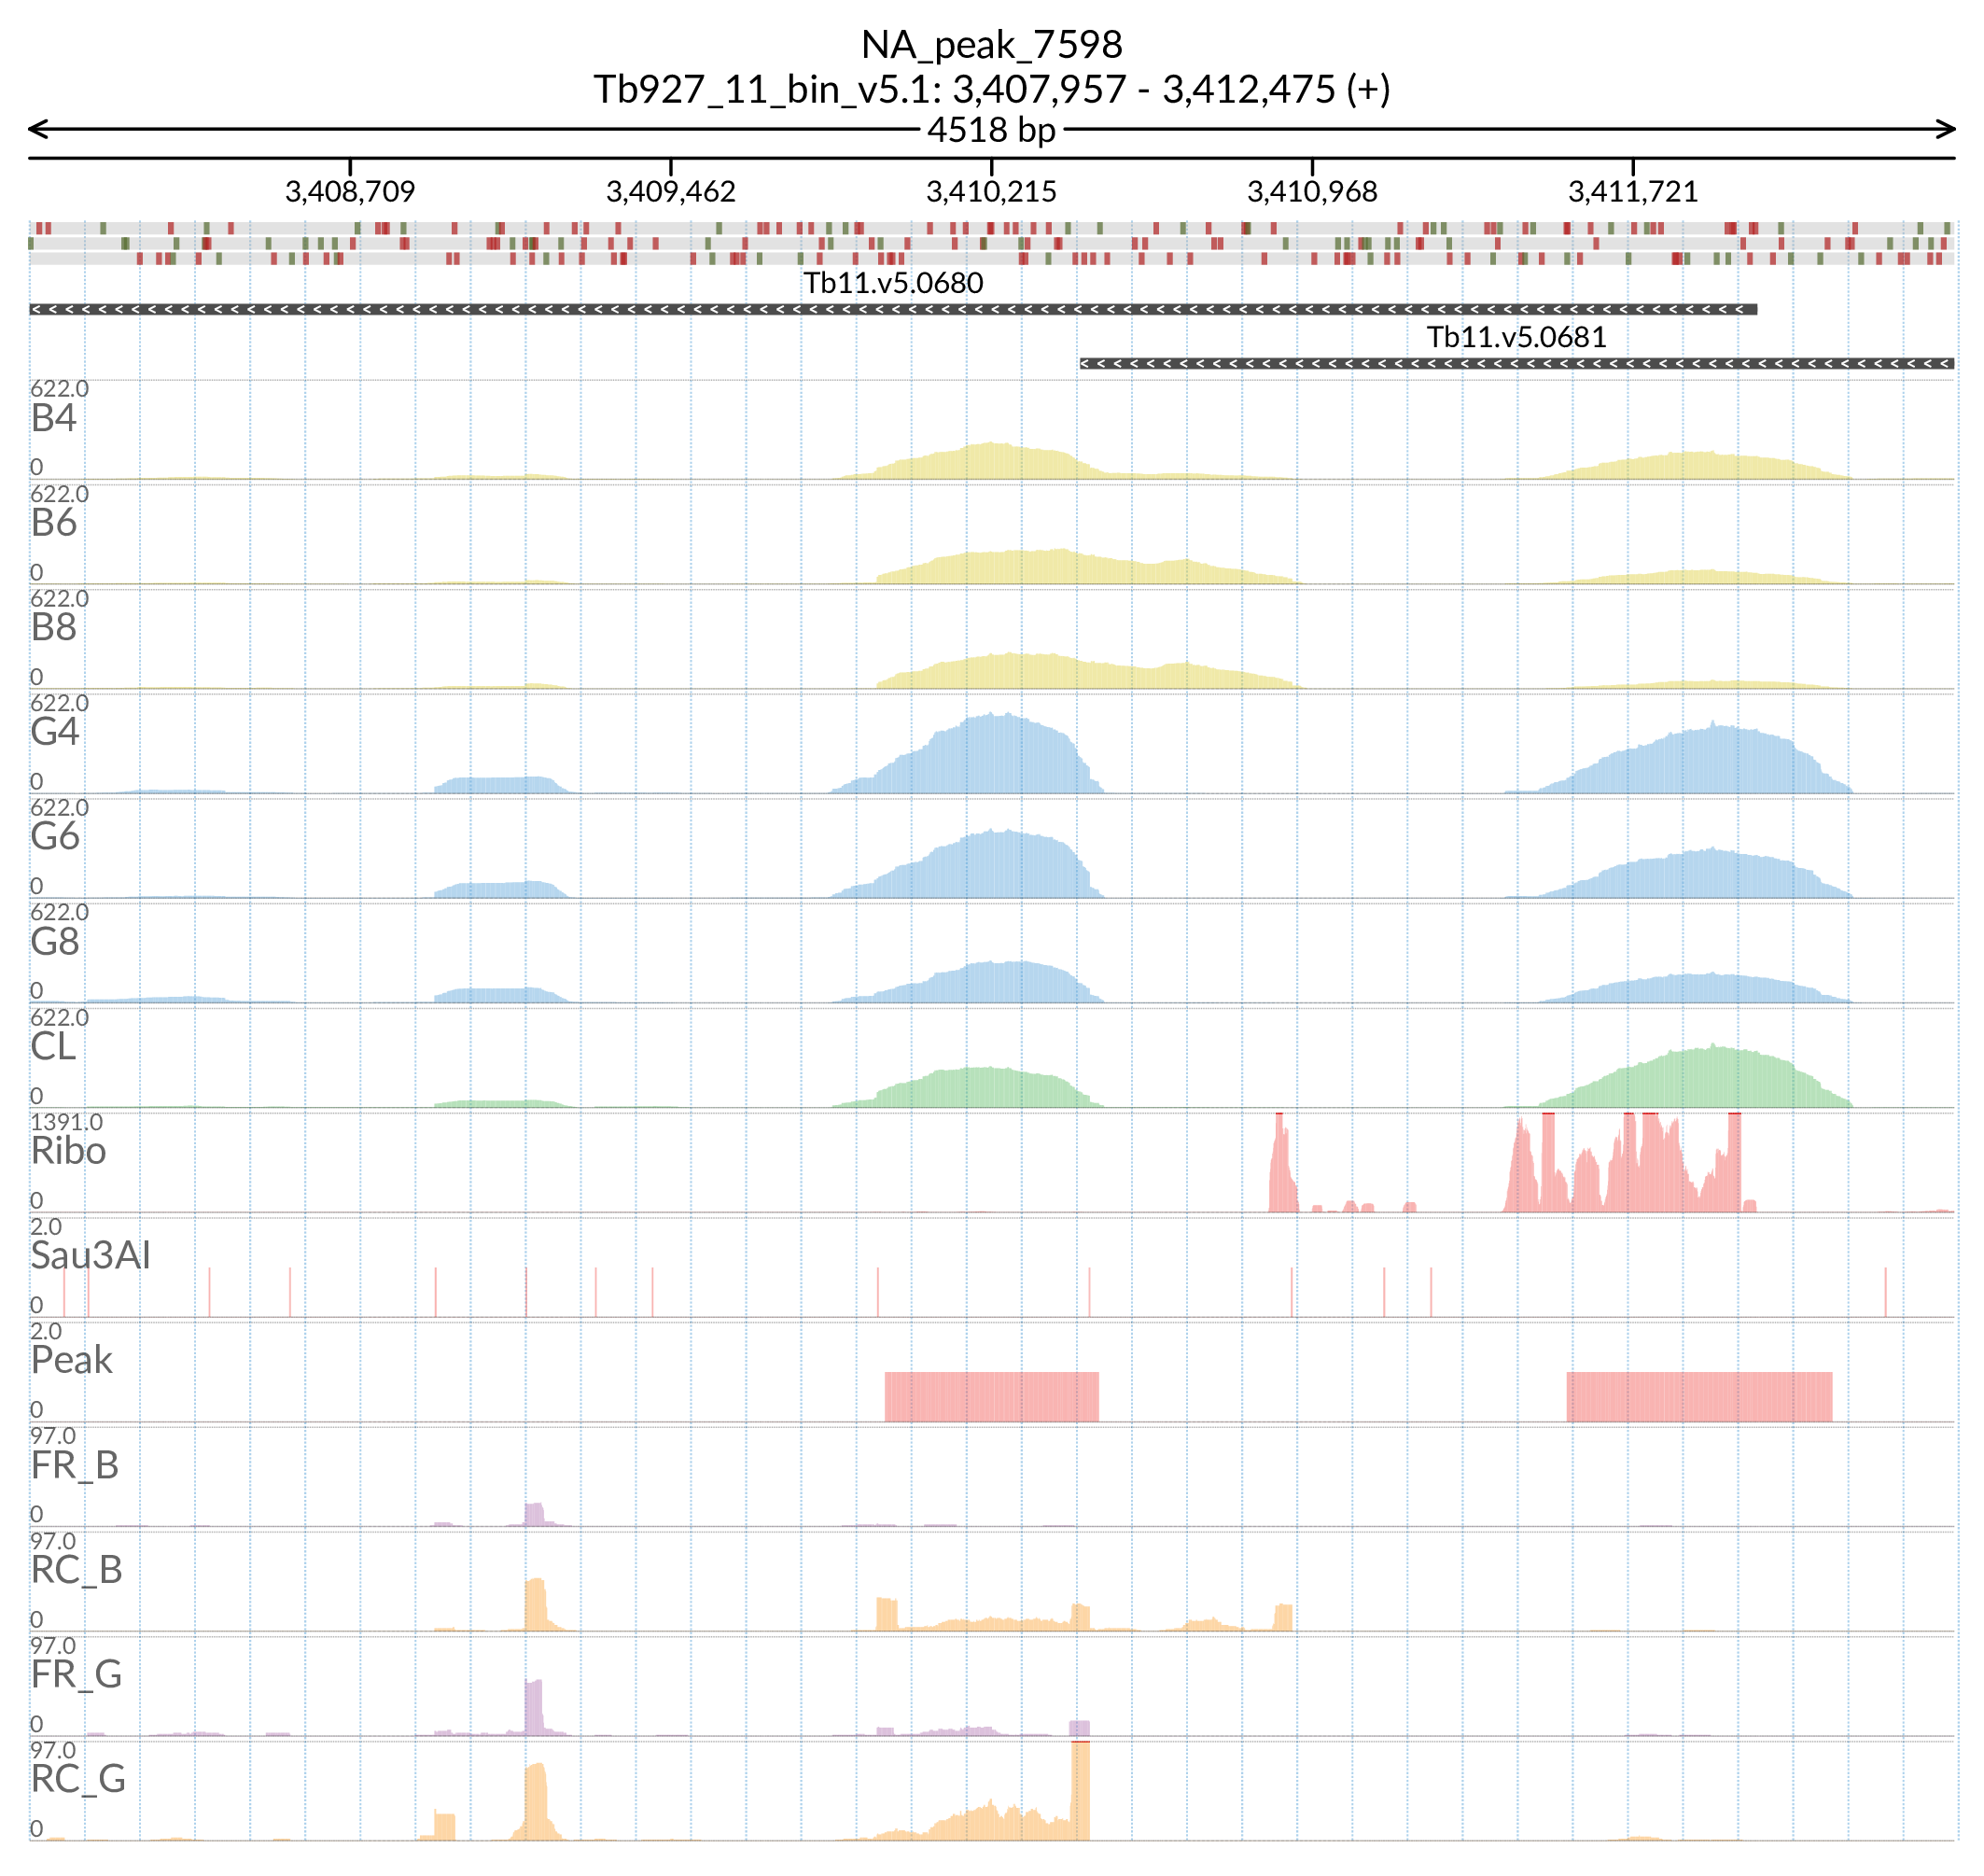 NA_peak_7598
Tb927_11_bin_v5.1: 3,407,957 - 3,412,475 (+)
4518 bp
3,408,709 3,409,462 3,410,215 3,410,968 3,411,721
Tb11.v5.0680
Tb11.v5.0681
622.0
B4
0
622.0
B6
0
622.0
B8
0
622.0
G4
0
622.0
G6
0
622.0
G8
0
622.0
CL
0
1391.0
Ribo
0
2.0
Sau3AI
0
2.0
Peak
0
97.0
FR_B
0
97.0
RC_B
0
97.0
FR_G
0
97.0
RC_G
0